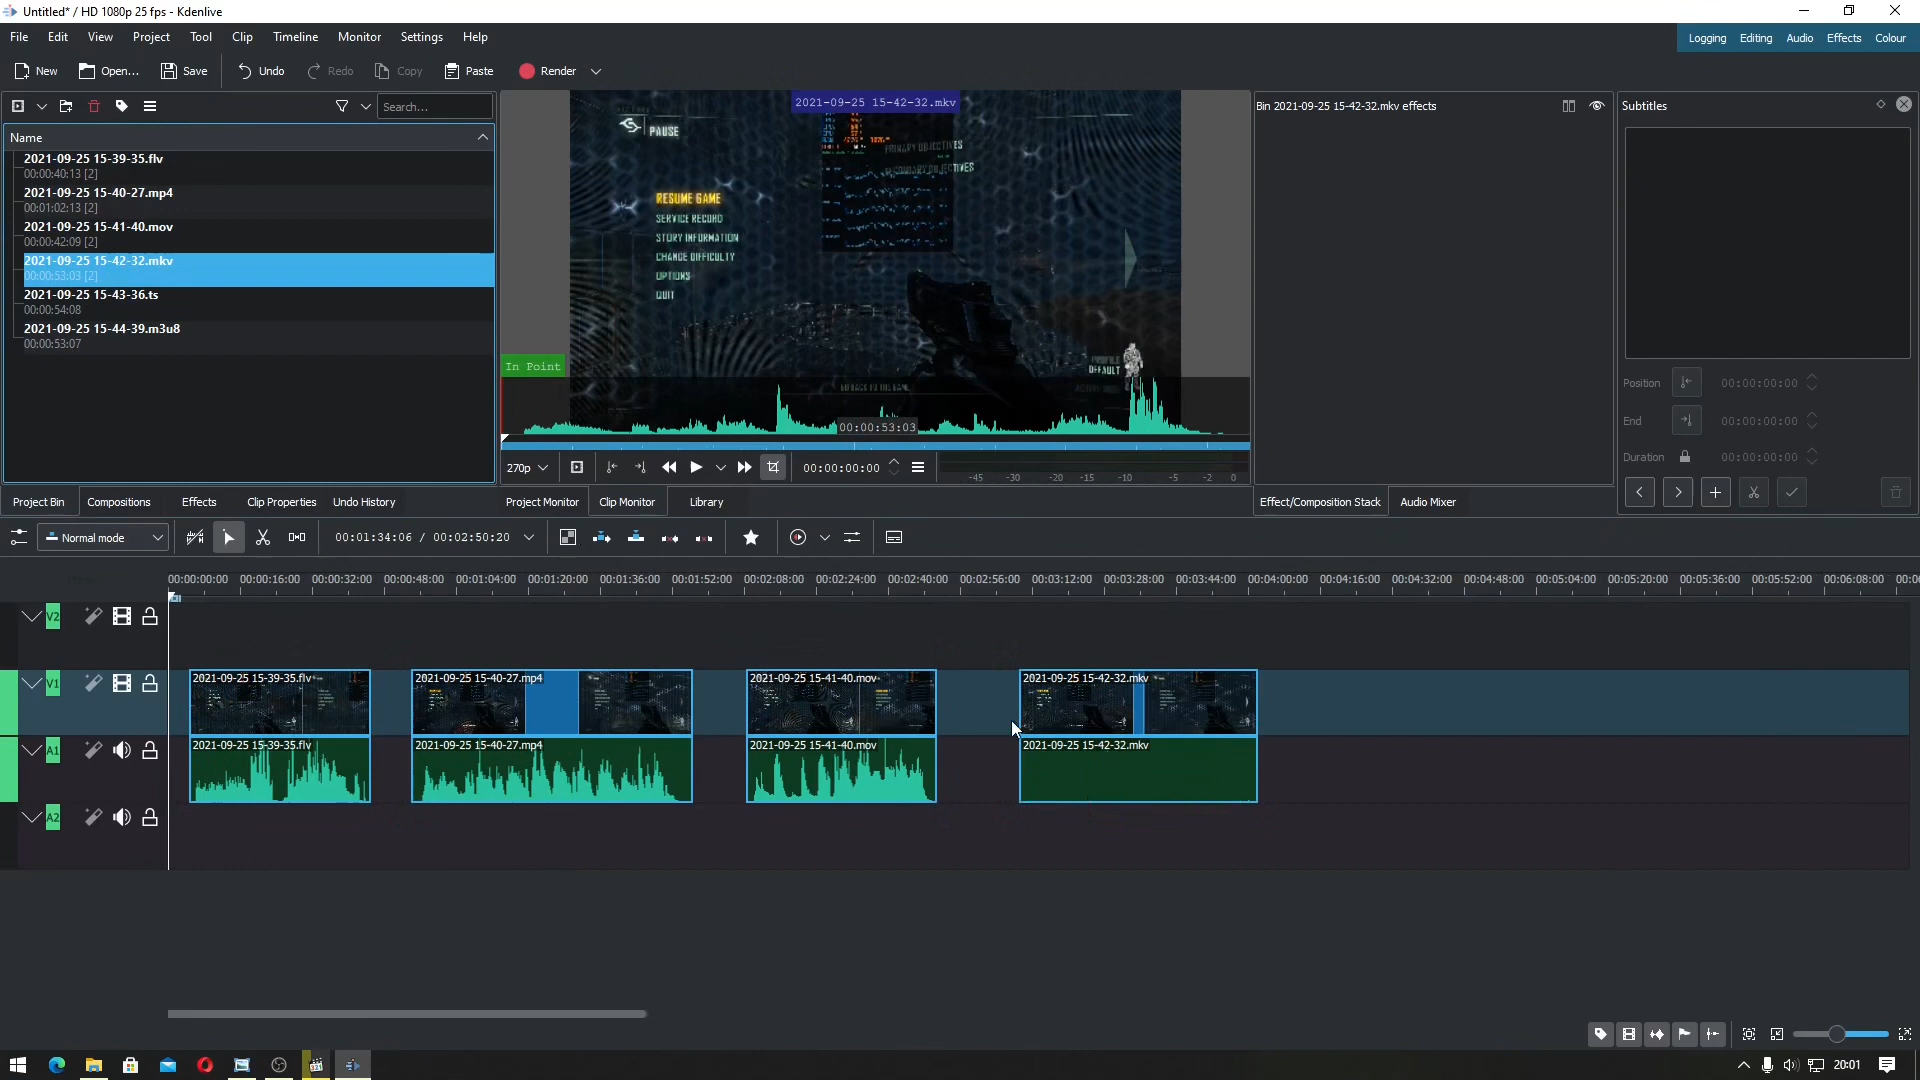 Untitled* / HD 1080p 25 fps - Kdenlive
File Edit View Project Tool Clip Timeline Monitor Settings Help
Logging Editing Audio Effects Colour
New Open... Save Undo Redo Copy Paste Render
Search...
Name
2021-09-25 15-39-35.flv
00:00:40:13 [2]
2021-09-25 15-40-27.mp4
00:01:02:13 [2]
2021-09-25 15-41-40.mov
00:00:42:09 [2]
2021-09-25 15-42-32.mkv
00:00:53:03 [2]
2021-09-25 15-43-36.ts
00:00:54:08
2021-09-25 15-44-39.m3u8
00:00:53:07
Project Bin Compositions Effects Clip Properties Undo History
2021-09-25 15-42-32.mkv
PAUSE
PRIMARY OBJECTIVES
SECONDARY OBJECTIVES
RESUME GAME
SERVICE RECORD
STORY INFORMATION
CHANGE DIFFICULTY
OPTIONS
QUIT
PROFILE
DEFAULT
In Point
00:00:53:03
270p 00:00:00:00
-45 -30 -20 -15 -10 -5 -2 0
Project Monitor Clip Monitor Library
Bin 2021-09-25 15-42-32.mkv effects
Effect/Composition Stack Audio Mixer
Subtitles
Position 00:00:00:00
End 00:00:00:00
Duration 00:00:00:00
Normal mode 00:01:34:06 / 00:02:50:20
00:00:00:00 00:00:16:00 00:00:32:00 00:00:48:00 00:01:04:00 00:01:20:00 00:01:36:00 00:01:52:00 00:02:08:00 00:02:24:00 00:02:40:00 00:02:56:00 00:03:12:00 00:03:28:00 00:03:44:00 00:04:00:00 00:04:16:00 00:04:32:00 00:04:48:00 00:05:04:00 00:05:20:00 00:05:36:00 00:05:52:00 00:06:08:00
V2
V1 2021-09-25 15-39-35.flv 2021-09-25 15-40-27.mp4 2021-09-25 15-41-40.mov 2021-09-25 15-42-32.mkv
A1 2021-09-25 15-39-35.flv 2021-09-25 15-40-27.mp4 2021-09-25 15-41-40.mov 2021-09-25 15-42-32.mkv
A2
20:01